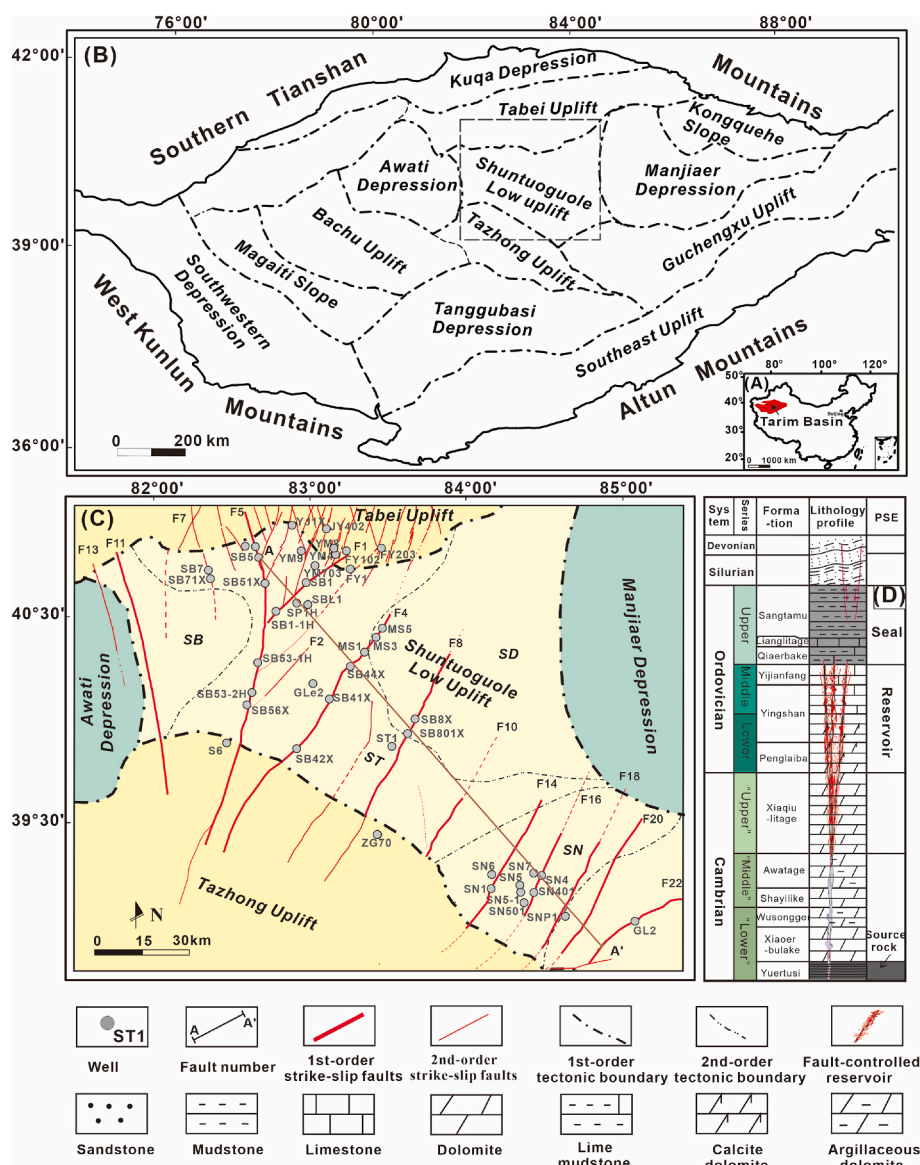 76°00'
80°00'
84°00'
88°00'
42°00'
39°00'
36°00'
(B)
Southern Tianshan
Mountains
Kuqa Depression
Tabei Uplift
Kongquehe
Slope
Awati
Depression
Shuntuoguole
Low uplift
Manjiaer
Depression
Bachu Uplift
Tazhong Uplift
Guchengxu Uplift
Magaiti Slope
Southwestern
Depression
Tanggubasi
Depression
Southeast Uplift
West Kunlun
Mountains
Altun Mountains
0 200 km
(A)
80° 100° 120°
50°
40°
30°
20°
Beijing
Tarim Basin
0 1000 km
82°00'
83°00'
84°00'
85°00'
40°30'
39°30'
(C)
F7
F5
YJ1X
JY402
Tabei Uplift
F13
F11
A
YM2
F1
SB5
YM9
M43
FY102
FY203
SB7
YM703
FY1
SB71X
SB51X
SB1
SBL1
SP1H
SB1-1H
F4
MS5
F2
MS1
MS3
F8
SB
SD
Shuntuoguole
Low Uplift
Manjiaer Depression
Awati
Depression
SB53-1H
SB44X
GLe2
SB53-2H
SB41X
SB56X
SB8X
SB801X
F10
S6
ST1
SB42X
ST
F18
F14
F16
F20
ZG70
SN
SN6
SN7
SN5
SN4
SN1
SN401
SN5-1
SN501
SNP1
F22
GL2
A'
Tazhong Uplift
N
0 15 30km
Sys
tem
Series
Forma
-tion
Lithology
profile
PSE
Devonian
Silurian
(D)
Ordovician
Upper
Sangtamu
Lianglitage
Qiaerbake
Seal
Middle
Yijianfang
Yingshan
Lower
Penglaiba
Reservoir
Cambrian
"Upper"
Xiaqiu
-litage
"Middle"
Awatage
Shayilike
"Lower"
Wusongger
Xiaoer
-bulake
Yuertusi
Source
rock
ST1
Well
A A'
Fault number
1st-order
strike-slip faults
2nd-order
strike-slip faults
1st-order
tectonic boundary
2nd-order
tectonic boundary
Fault-controlled
reservoir
Sandstone
Mudstone
Limestone
Dolomite
Lime
mudstone
Calcite
dolomite
Argillaceous
dolomite